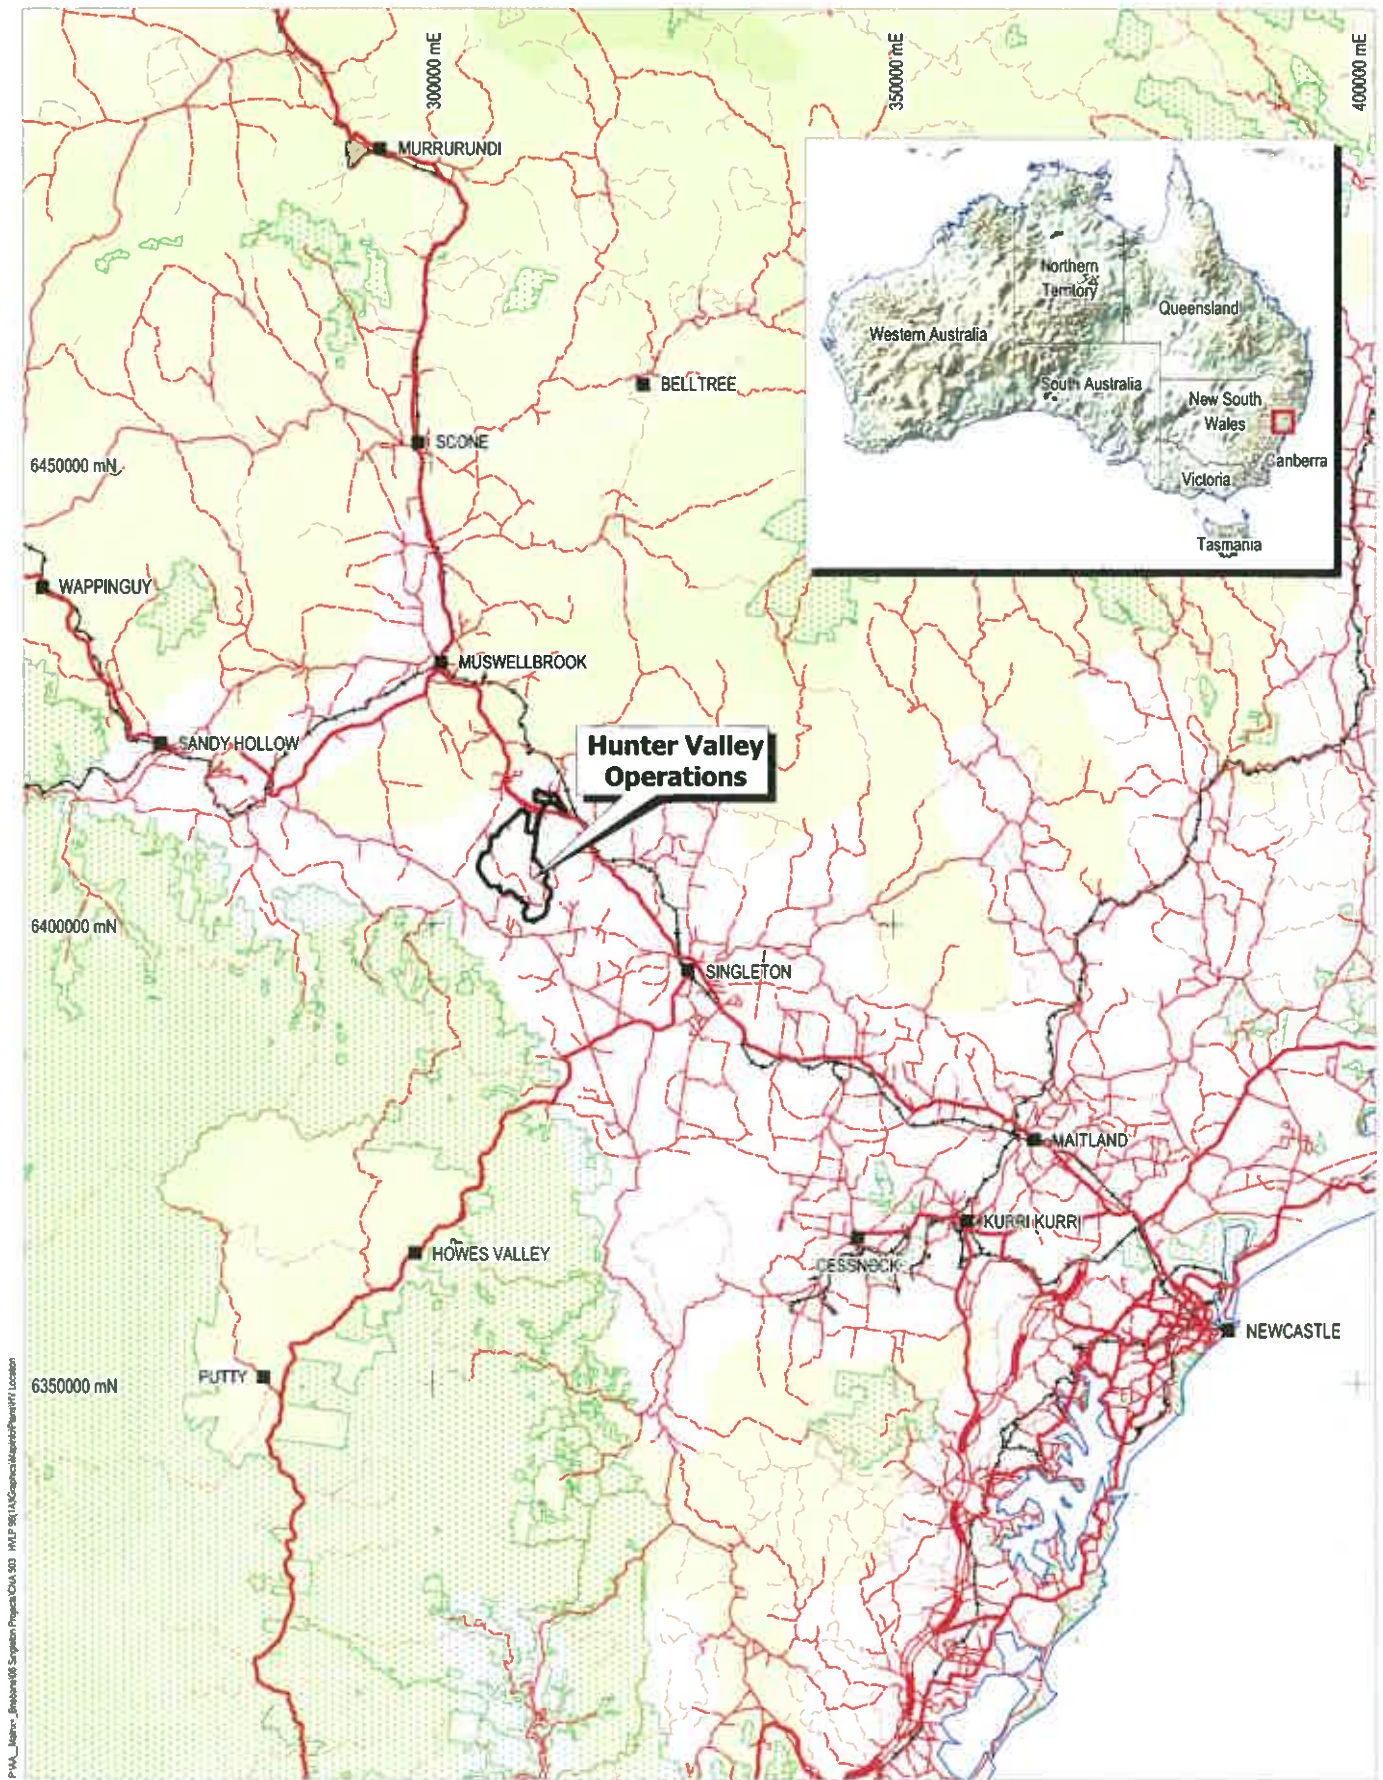 300000 mE
350000 mE
400000 mE
MURRURUNDI
Northern
Territory
Queensland
Western Australia
South Australia
New South
Wales
Canberra
Victoria
Tasmania
BELLTREE
SCONE
6450000 mN
WAPPINGUY
MUSWELLBROOK
SANDY HOLLOW
Hunter Valley
Operations
6400000 mN
SINGLETON
MAITLAND
KURRI KURRI
HOWES VALLEY
CESSNOCK
NEWCASTLE
PUTTY
6350000 mN